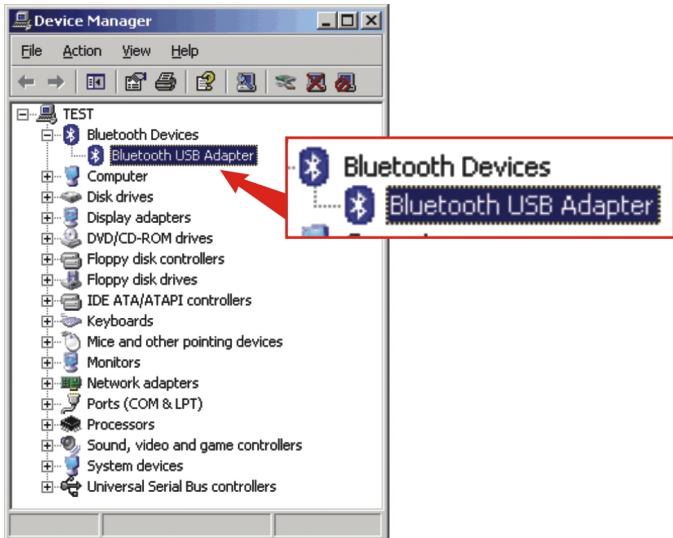 Device Manager
File Action View Help
TEST
Bluetooth Devices
Bluetooth USB Adapter
Computer
Disk drives
Display adapters
DVD/CD-ROM drives
Floppy disk controllers
Floppy disk drives
IDE ATA/ATAPI controllers
Keyboards
Mice and other pointing devices
Monitors
Network adapters
Ports (COM & LPT)
Processors
Sound, video and game controllers
System devices
Universal Serial Bus controllers
Bluetooth Devices
Bluetooth USB Adapter